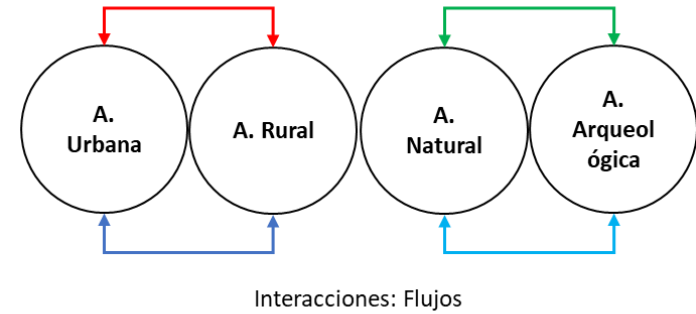 A.
Urbana
A. Rural
A.
Natural
A.
Arqueol
ógica
Interacciones: Flujos